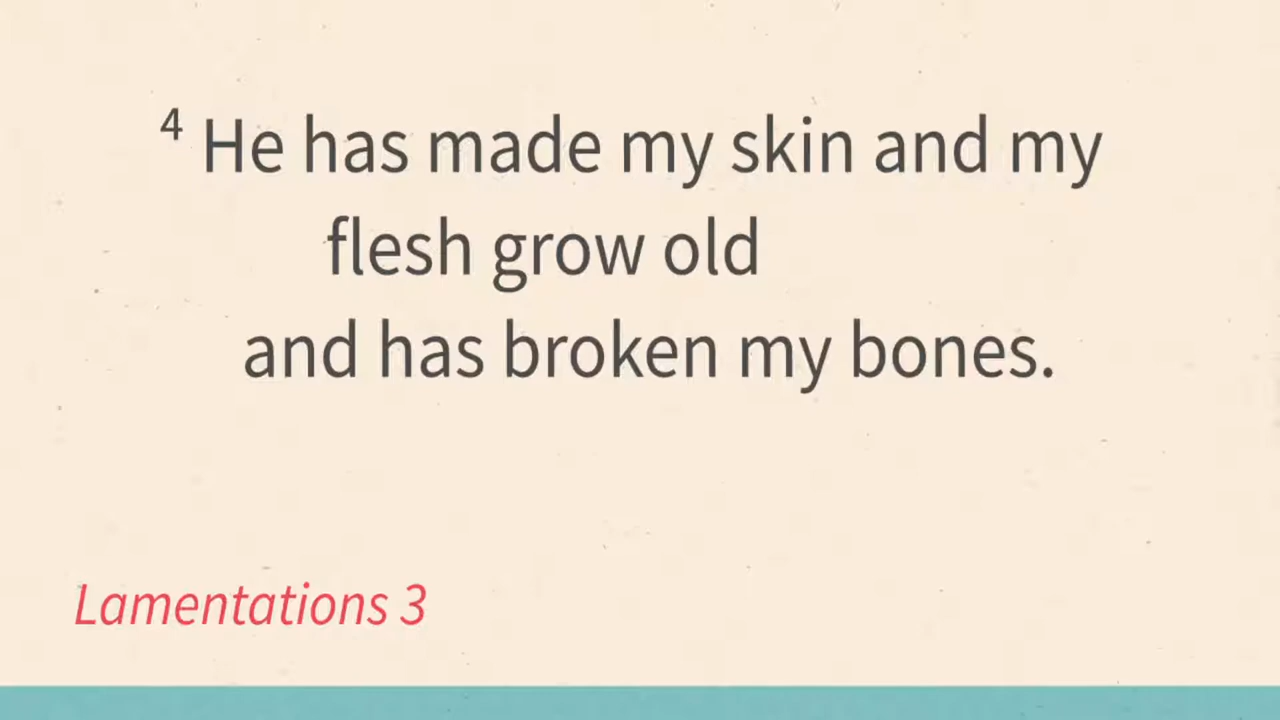 4 He has made my skin and my
flesh grow old
and has broken my bones.
Lamentations 3